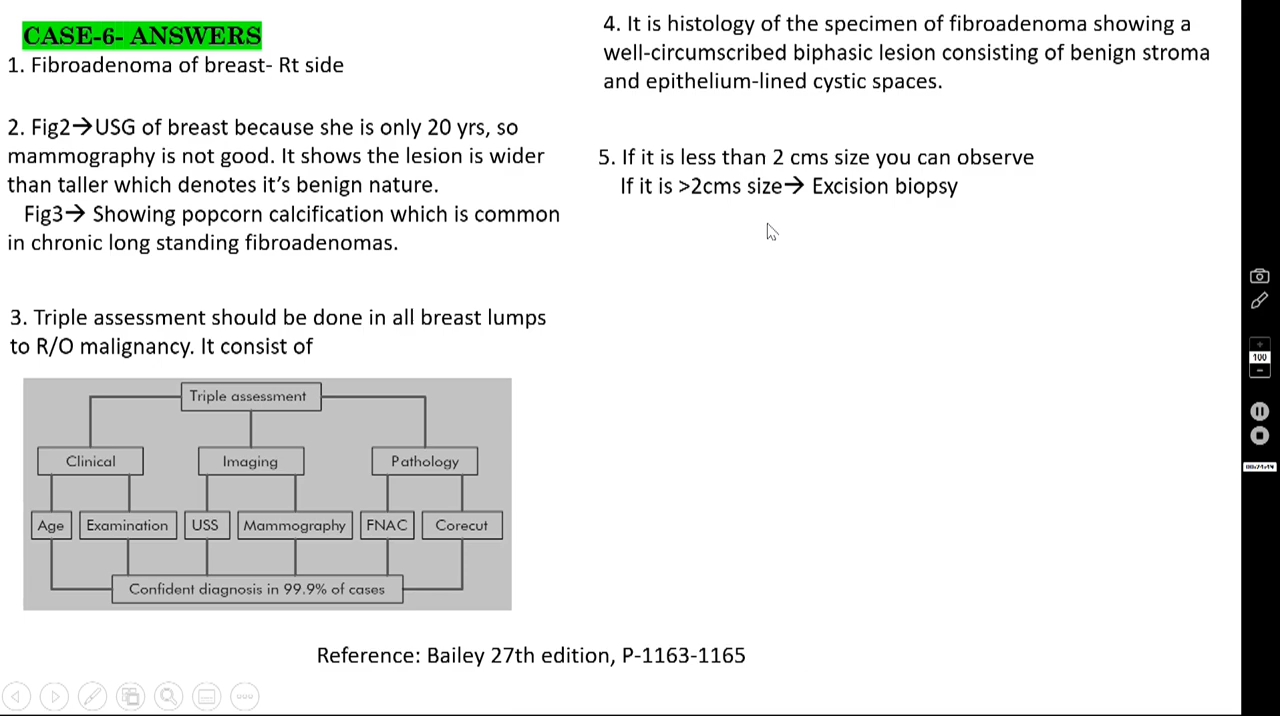 CASE-6- ANSWERS
1. Fibroadenoma of breast- Rt side
2. Fig2→USG of breast because she is only 20 yrs, so
mammography is not good. It shows the lesion is wider
than taller which denotes it’s benign nature.
Fig3→ Showing popcorn calcification which is common
in chronic long standing fibroadenomas.
3. Triple assessment should be done in all breast lumps
to R/O malignancy. It consist of
Triple assessment
Clinical Imaging Pathology
Age Examination USS Mammography FNAC Corecut
Confident diagnosis in 99.9% of cases
4. It is histology of the specimen of fibroadenoma showing a
well-circumscribed biphasic lesion consisting of benign stroma
and epithelium-lined cystic spaces.
5. If it is less than 2 cms size you can observe
If it is >2cms size→ Excision biopsy
Reference: Bailey 27th edition, P-1163-1165
100